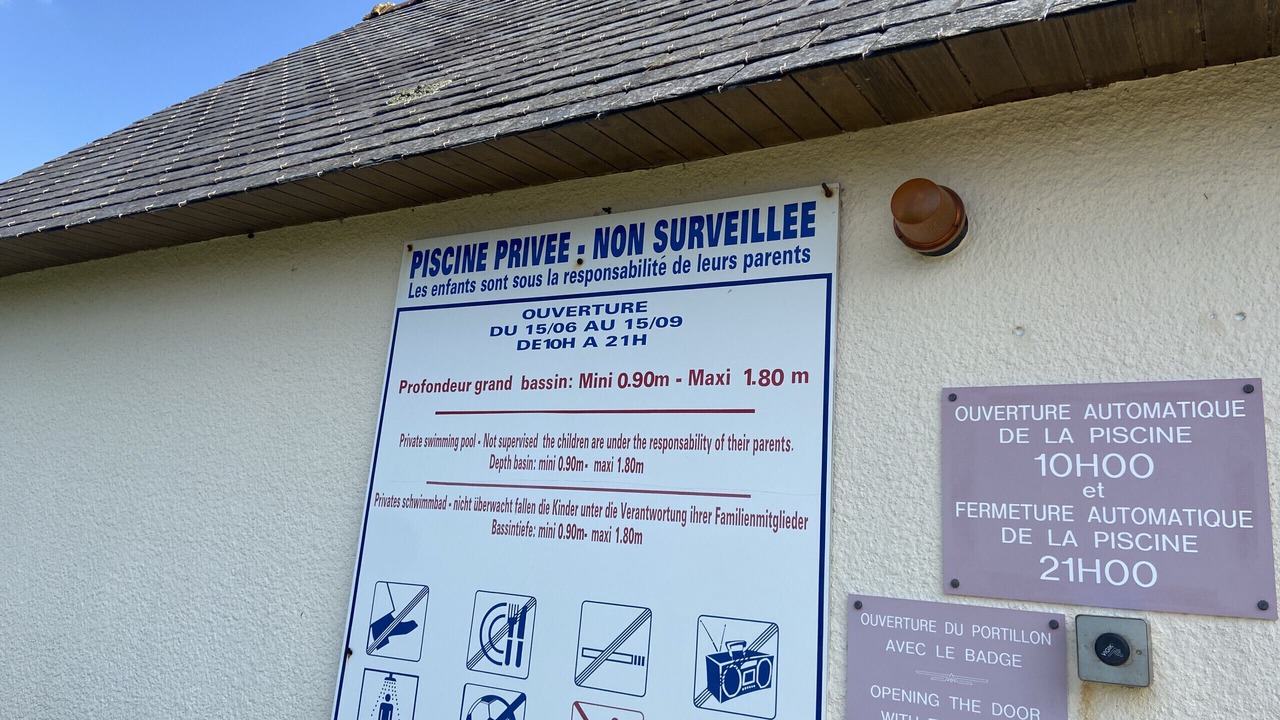 PISCINE PRIVEE . NON SURVEILLEE
Les enfants sont sous la responsabilité de leurs parents
OUVERTURE
DU 15/06 AU 15/09
DE10H A 21H
Profondeur grand bassin: Mini 0.90m - Maxi 1.80 m
Private swimming pool - Not supervised the children are under the responsability of their parents.
Depth basin: mini 0.90m- maxi 1.80m
Privates schwimmbad - nicht überwacht fallen die Kinder unter die Verantwortung ihrer Familienmitglieder
Bassintiefe: mini 0.90m- maxi 1.80m
OUVERTURE AUTOMATIQUE
DE LA PISCINE
10H00
et
FERMETURE AUTOMATIQUE
DE LA PISCINE
21H00
OUVERTURE DU PORTILLON
AVEC LE BADGE
OPENING THE DOOR